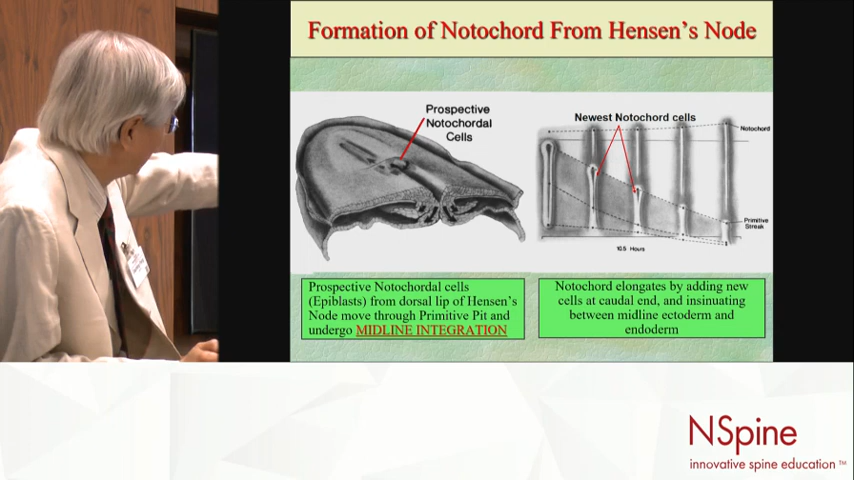 Formation of Notochord From Hensen's Node
Prospective
Notochordal
Cells
Newest Notochord cells
Notochord
Primitive
Streak
10.5 Hours
Prospective Notochordal cells
(Epiblasts) from dorsal lip of Hensen's
Node move through Primitive Pit and
undergo MIDLINE INTEGRATION
Notochord elongates by adding new
cells at caudal end, and insinuating
between midline ectoderm and
endoderm
NSpine
innovative spine education ™